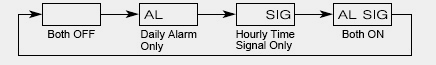 AL
SIG
AL SIG
Both OFF
Daily Alarm
Only
Hourly Time
Signal Only
Both ON